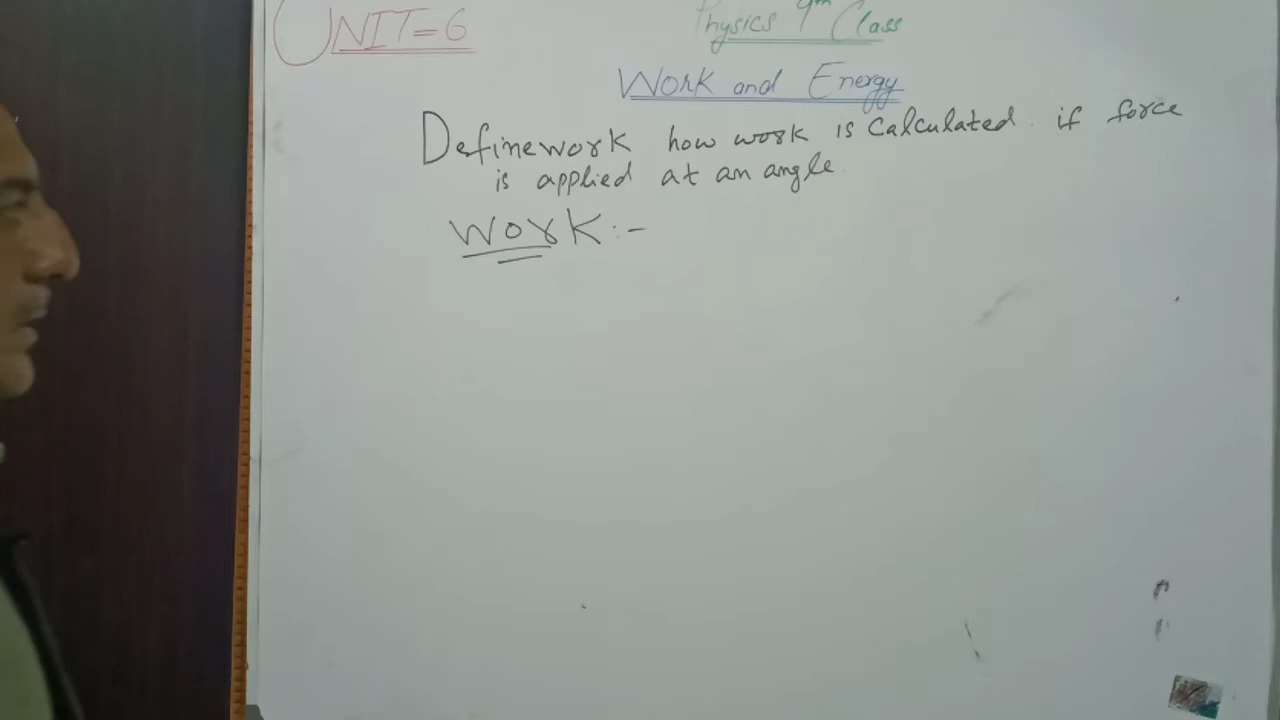 UNIT=6
Physics 9th Class
Work and Energy
Define work how work is calculated if force
is applied at an angle
Work:-